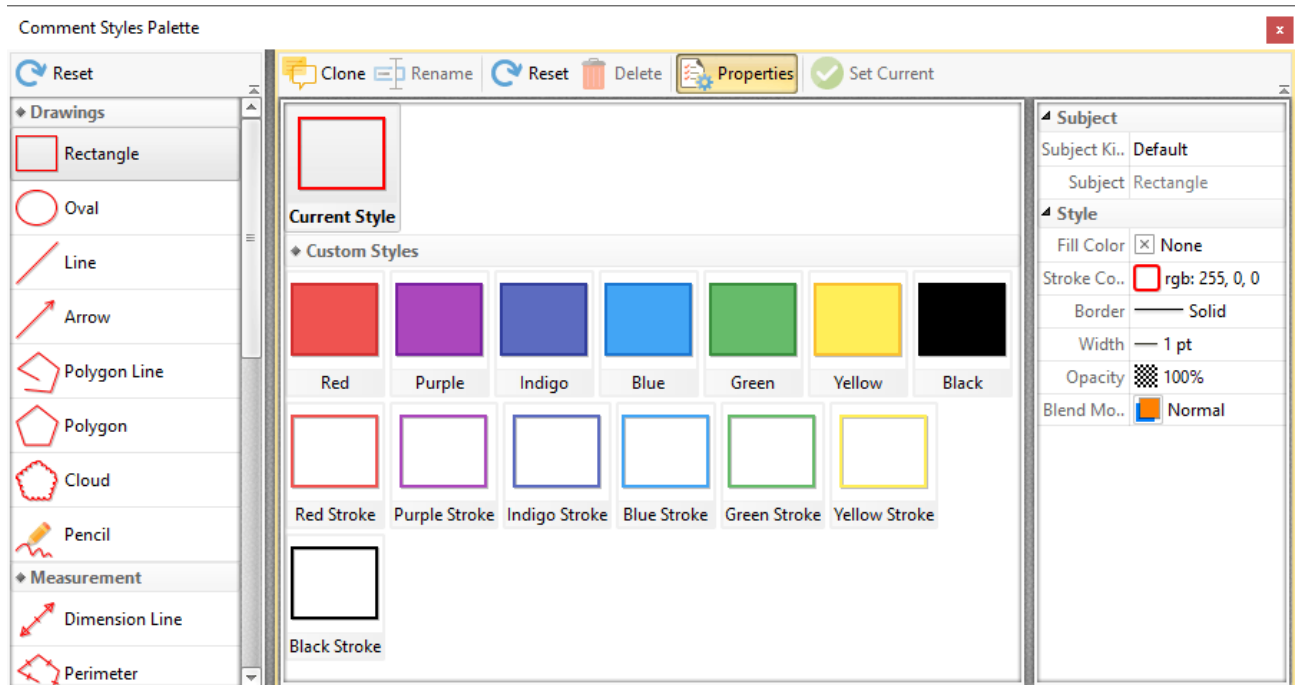 Comment Styles Palette
x
Reset
Clone Rename Reset Delete Properties Set Current
Drawings
Rectangle
Oval
Line
Arrow
Polygon Line
Polygon
Cloud
Pencil
Measurement
Dimension Line
Perimeter
Current Style
Custom Styles
Red Purple Indigo Blue Green Yellow Black
Red Stroke Purple Stroke Indigo Stroke Blue Stroke Green Stroke Yellow Stroke
Black Stroke
Subject
Subject Ki.. Default
Subject Rectangle
Style
Fill Color None
Stroke Co.. rgb: 255, 0, 0
Border Solid
Width 1 pt
Opacity 100%
Blend Mo.. Normal